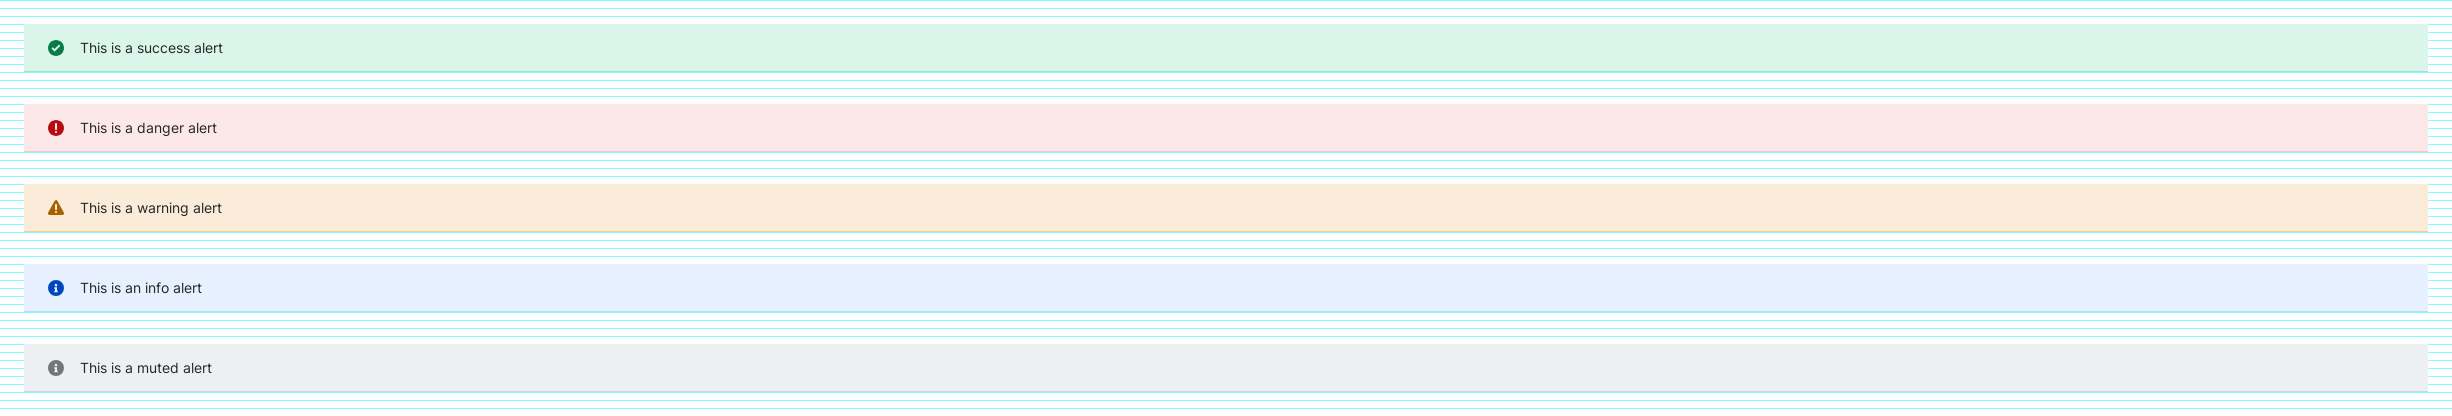 This is a success alert
This is a danger alert
This is a warning alert
This is an info alert
This is a muted alert